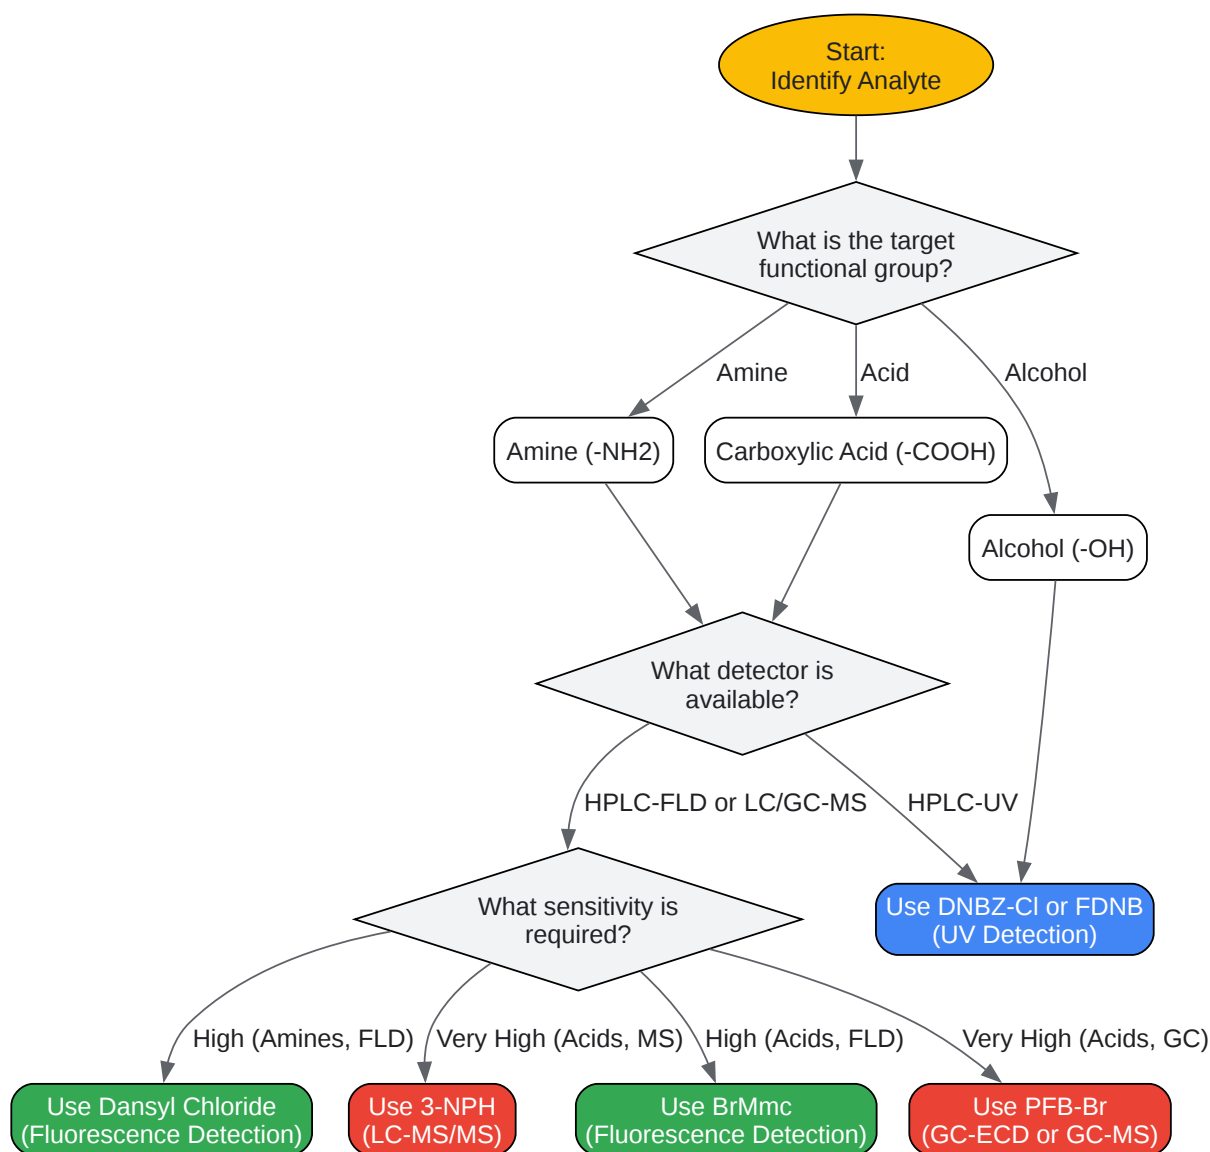 Start:
Identify Analyte
What is the target
functional group?
Amine
Acid
Alcohol
Amine (-NH2)
Carboxylic Acid (-COOH)
Alcohol (-OH)
What detector is
available?
HPLC-FLD or LC/GC-MS
HPLC-UV
What sensitivity is
required?
Use DNBZ-Cl or FDNB
(UV Detection)
High (Amines, FLD)
Very High (Acids, MS)
High (Acids, FLD)
Very High (Acids, GC)
Use Dansyl Chloride
(Fluorescence Detection)
Use 3-NPH
(LC-MS/MS)
Use BrMmc
(Fluorescence Detection)
Use PFB-Br
(GC-ECD or GC-MS)